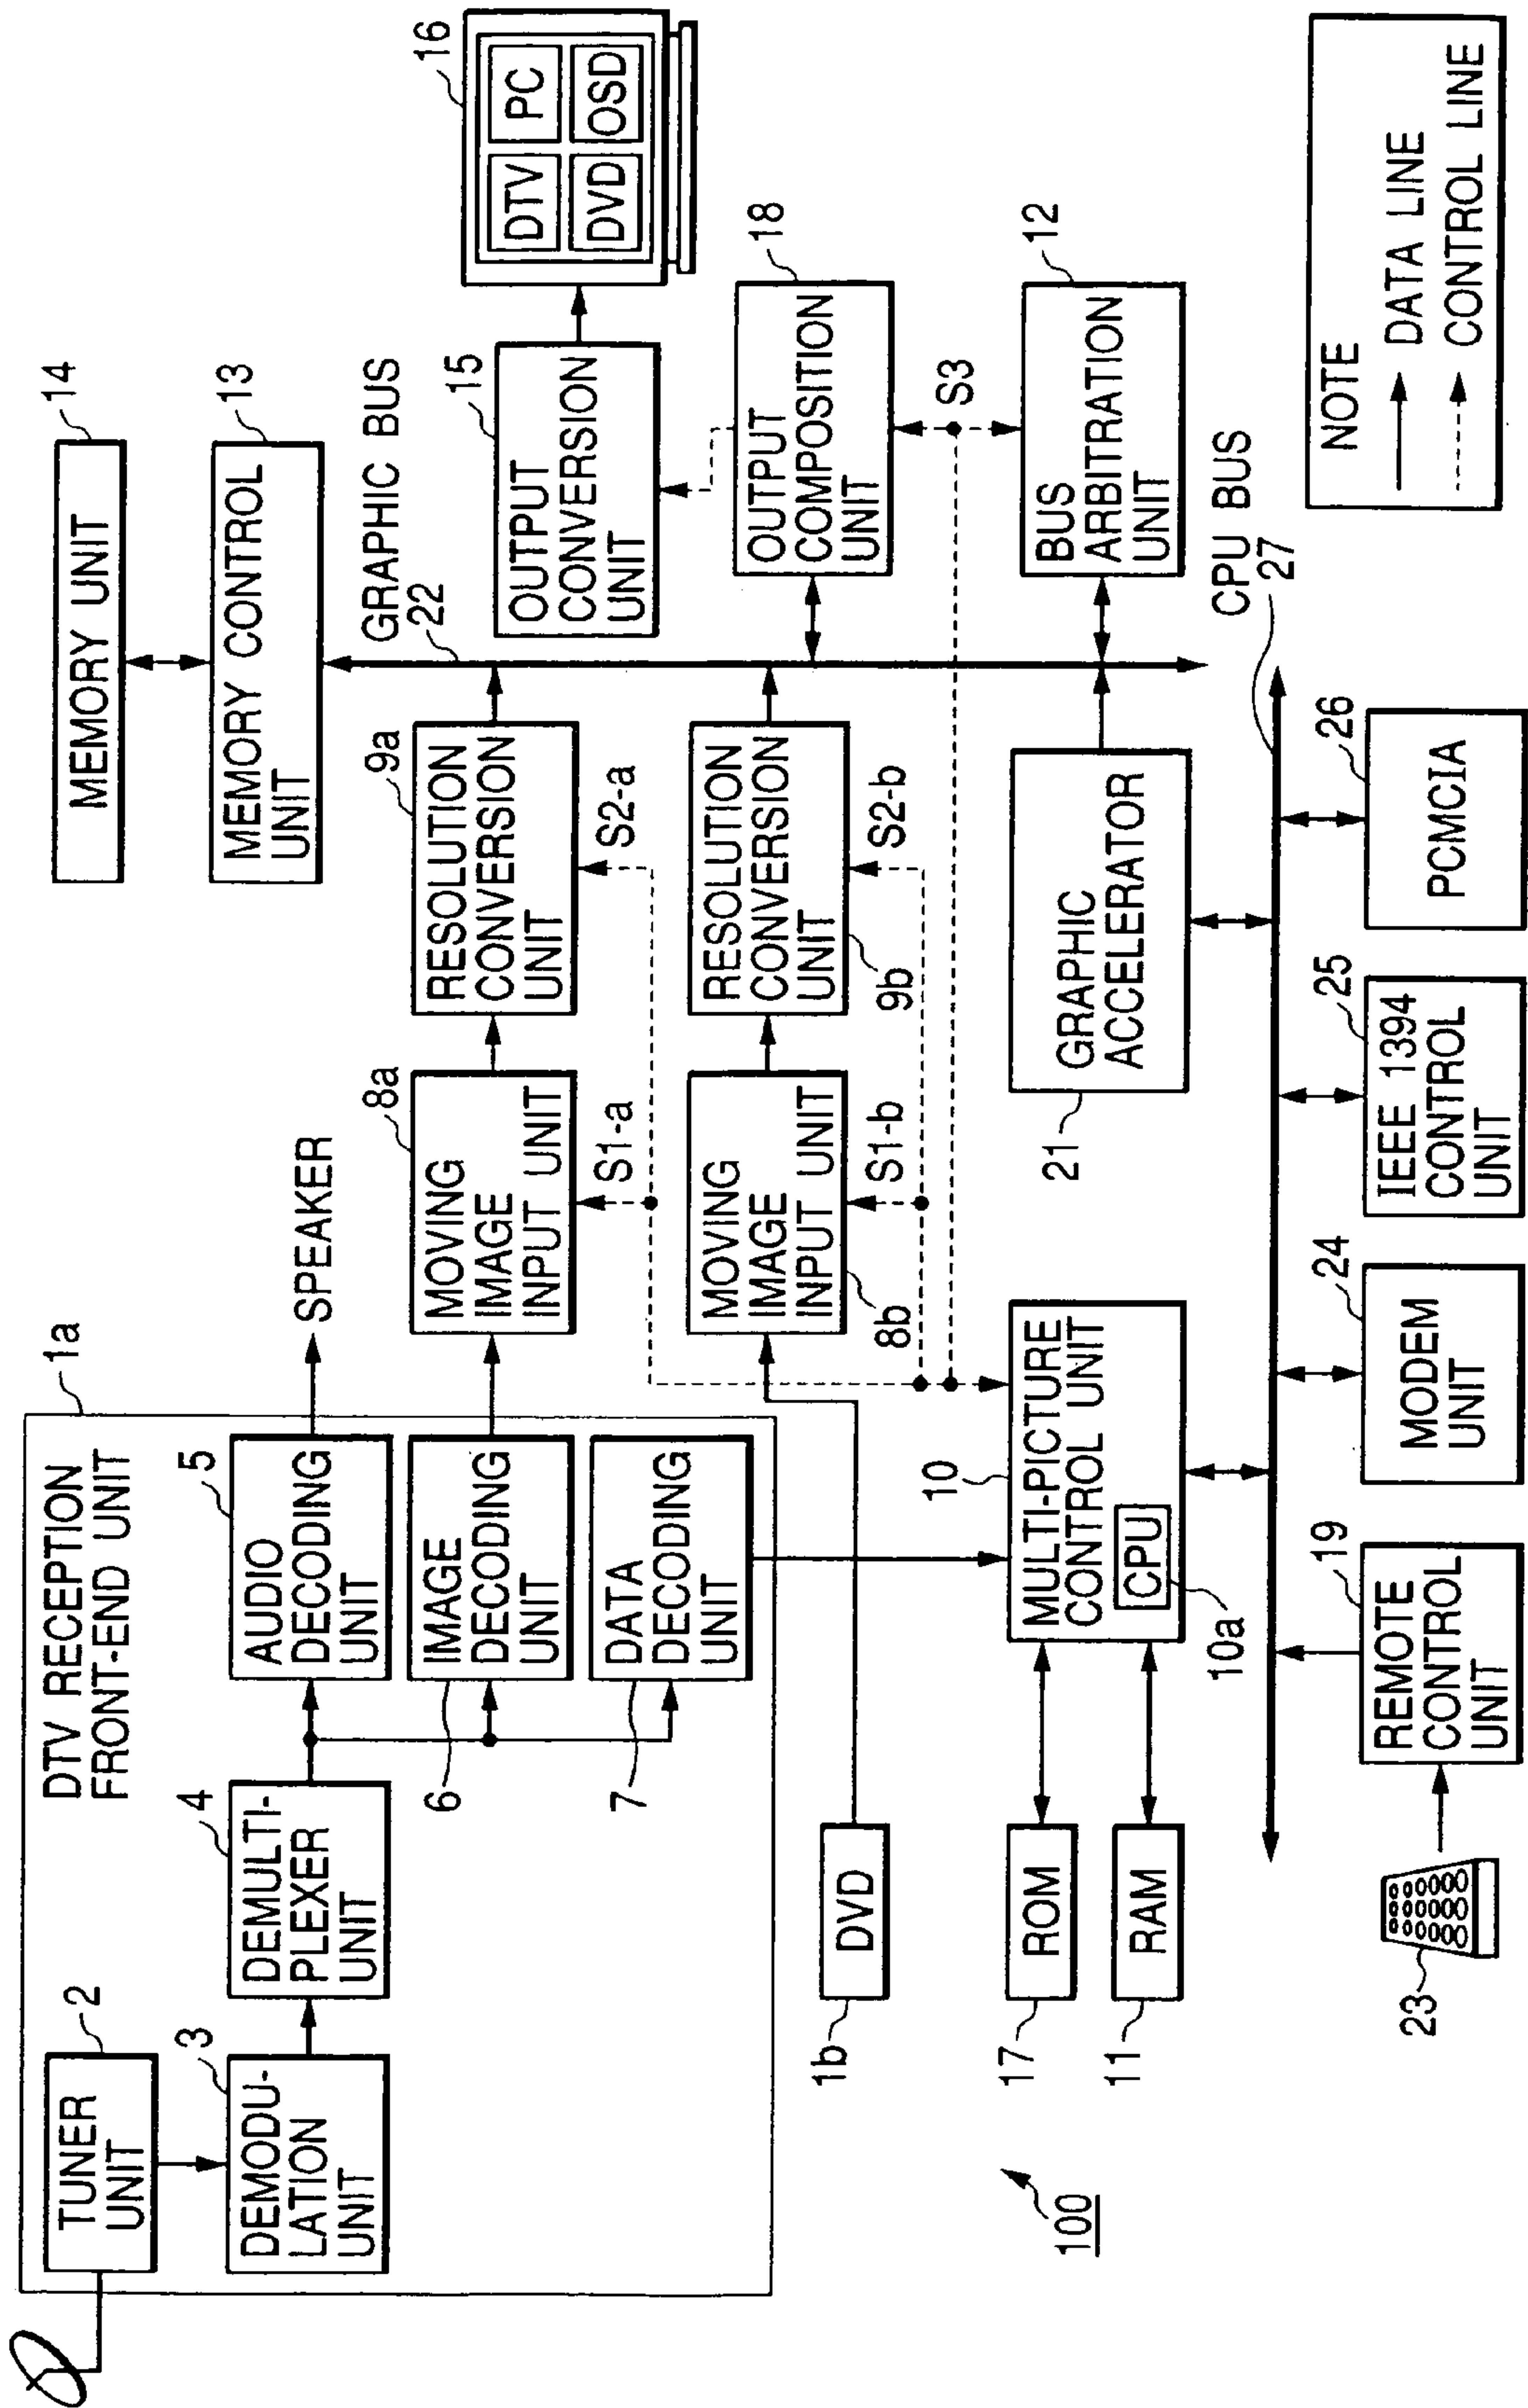 DTV RECEPTION
FRONT-END UNIT
1a
TUNER
UNIT
2
DEMODU-
LATION
UNIT
3
DEMULTI-
PLEXER
UNIT
4
AUDIO
DECODING
UNIT
5
IMAGE
DECODING
UNIT
6
DATA
DECODING
UNIT
7
SPEAKER
MOVING
IMAGE
INPUT UNIT
8a
S1-a
RESOLUTION
CONVERSION
UNIT
9a
S2-a
MOVING
IMAGE
INPUT UNIT
8b
S1-b
RESOLUTION
CONVERSION
UNIT
9b
S2-b
MEMORY UNIT
14
MEMORY CONTROL
UNIT
13
GRAPHIC BUS
22
OUTPUT
CONVERSION
UNIT
15
16
DTV
PC
DVD
OSD
OUTPUT
COMPOSITION
UNIT
18
S3
BUS
ARBITRATION
UNIT
12
DVD
1b
ROM
17
RAM
11
MULTI-PICTURE
CONTROL UNIT
10
CPU
10a
GRAPHIC
ACCELERATOR
21
CPU BUS
27
100
23
REMOTE
CONTROL
UNIT
19
MODEM
UNIT
24
IEEE 1394
CONTROL
UNIT
25
PCMCIA
26
NOTE
DATA LINE
CONTROL LINE